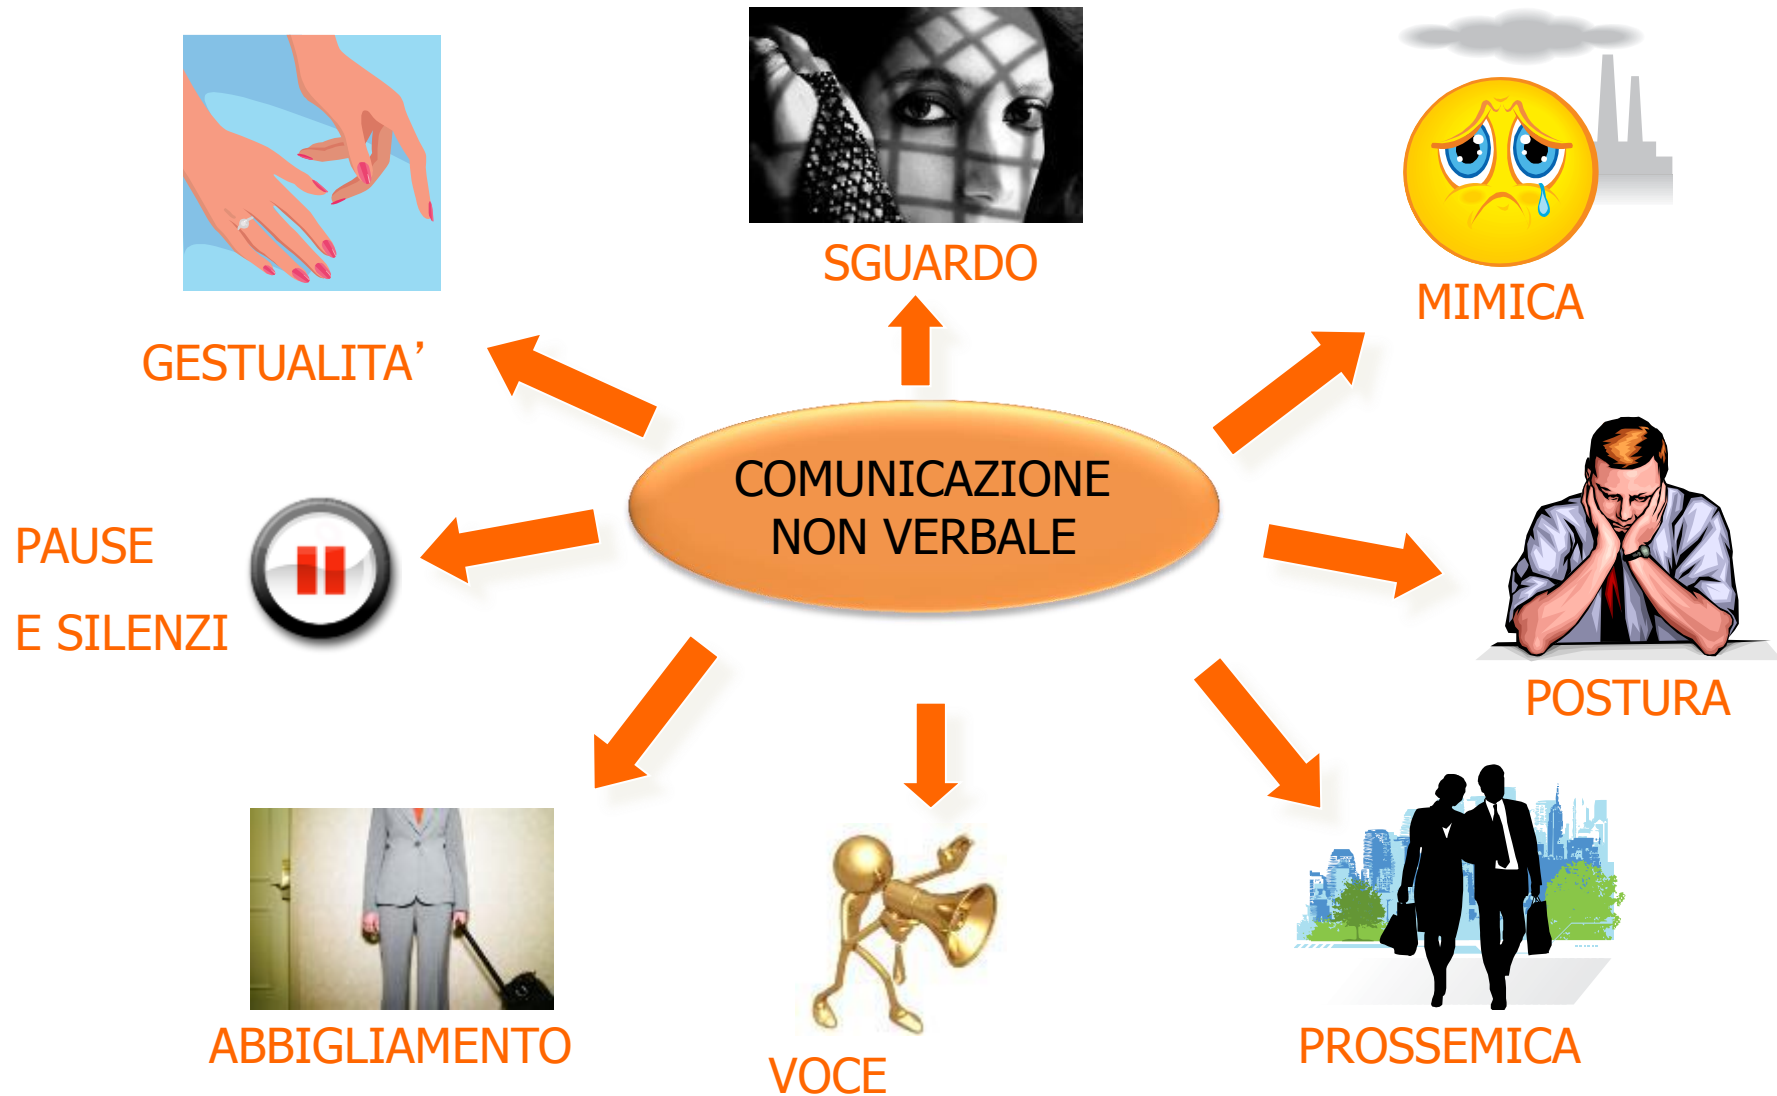 SGUARDO
MIMICA
GESTUALITA’
COMUNICAZIONE
NON VERBALE
PAUSE
E SILENZI
POSTURA
ABBIGLIAMENTO
VOCE
PROSSEMICA